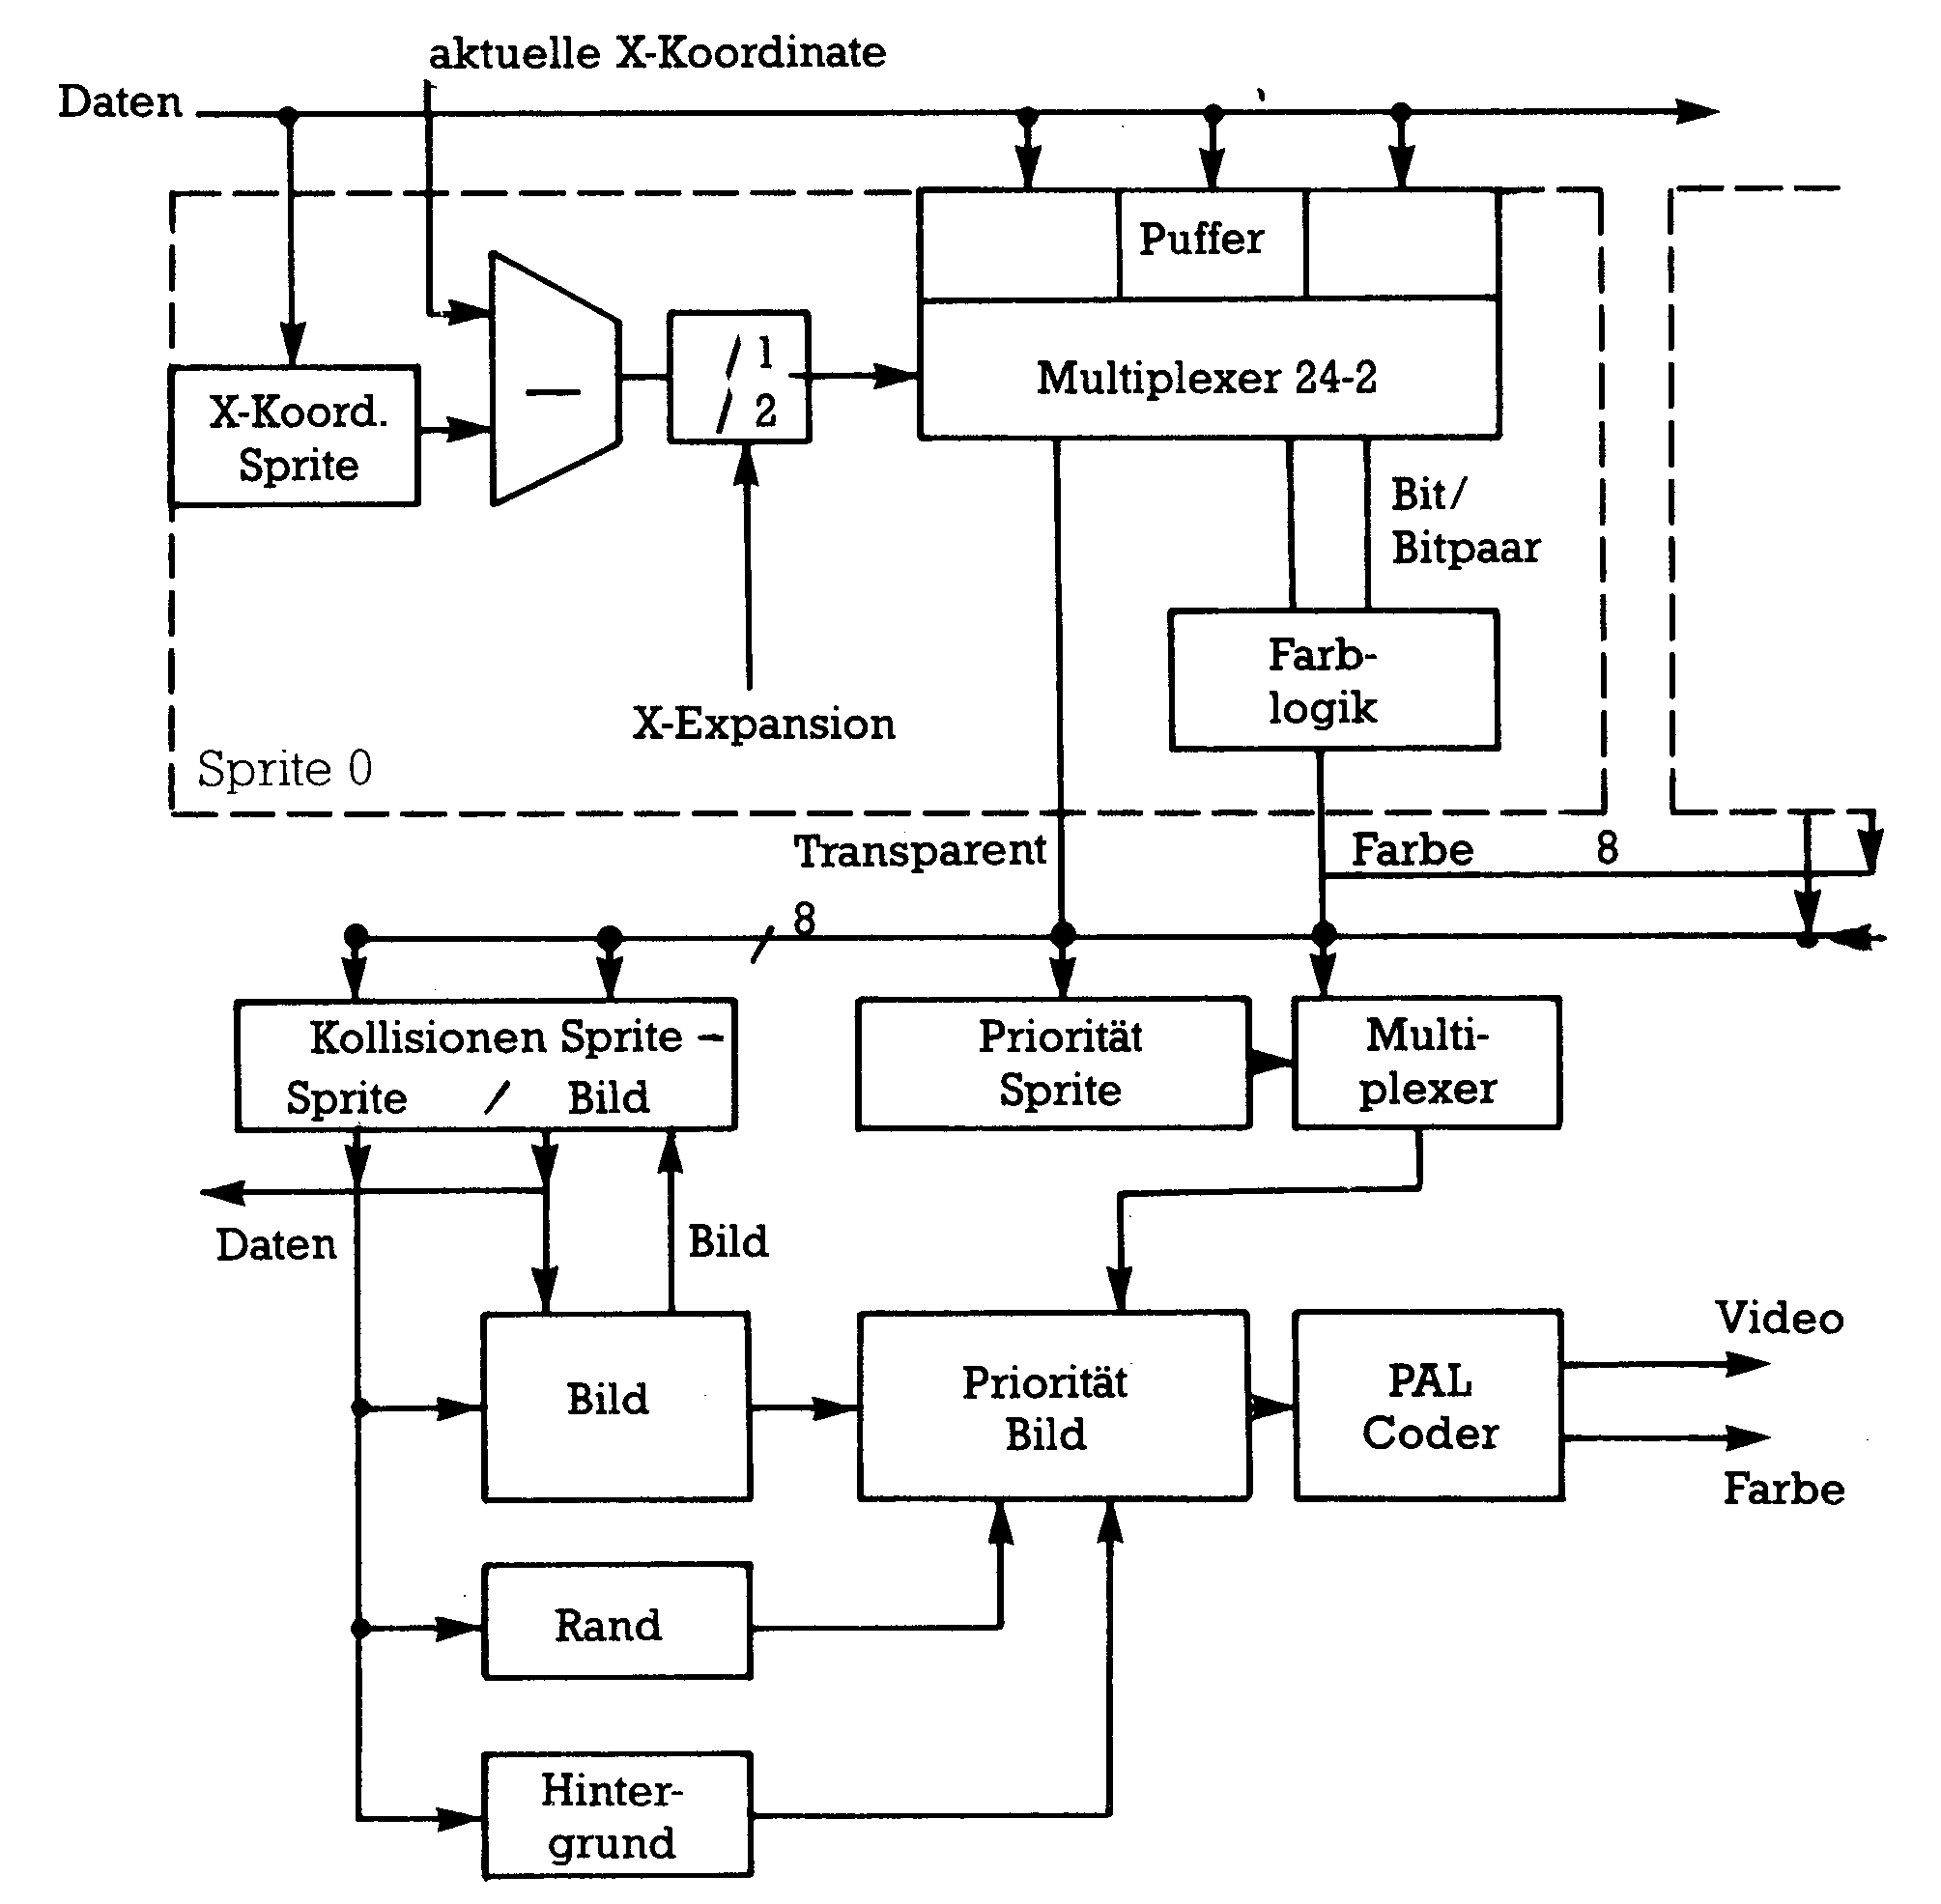 aktuelle X-Koordinate
Daten
Puffer
X-Koord.
Sprite
—
/ 1
/ 2
Multiplexer 24-2
Bit/
Bitpaar
Farb-
logik
X-Expansion
Sprite 0
Transparent
Farbe
8
/ 8
Kollisionen Sprite –
Sprite / Bild
Priorität
Sprite
Multi-
plexer
Daten
Bild
Bild
Priorität
Bild
PAL
Coder
Video
Farbe
Rand
Hinter-
grund